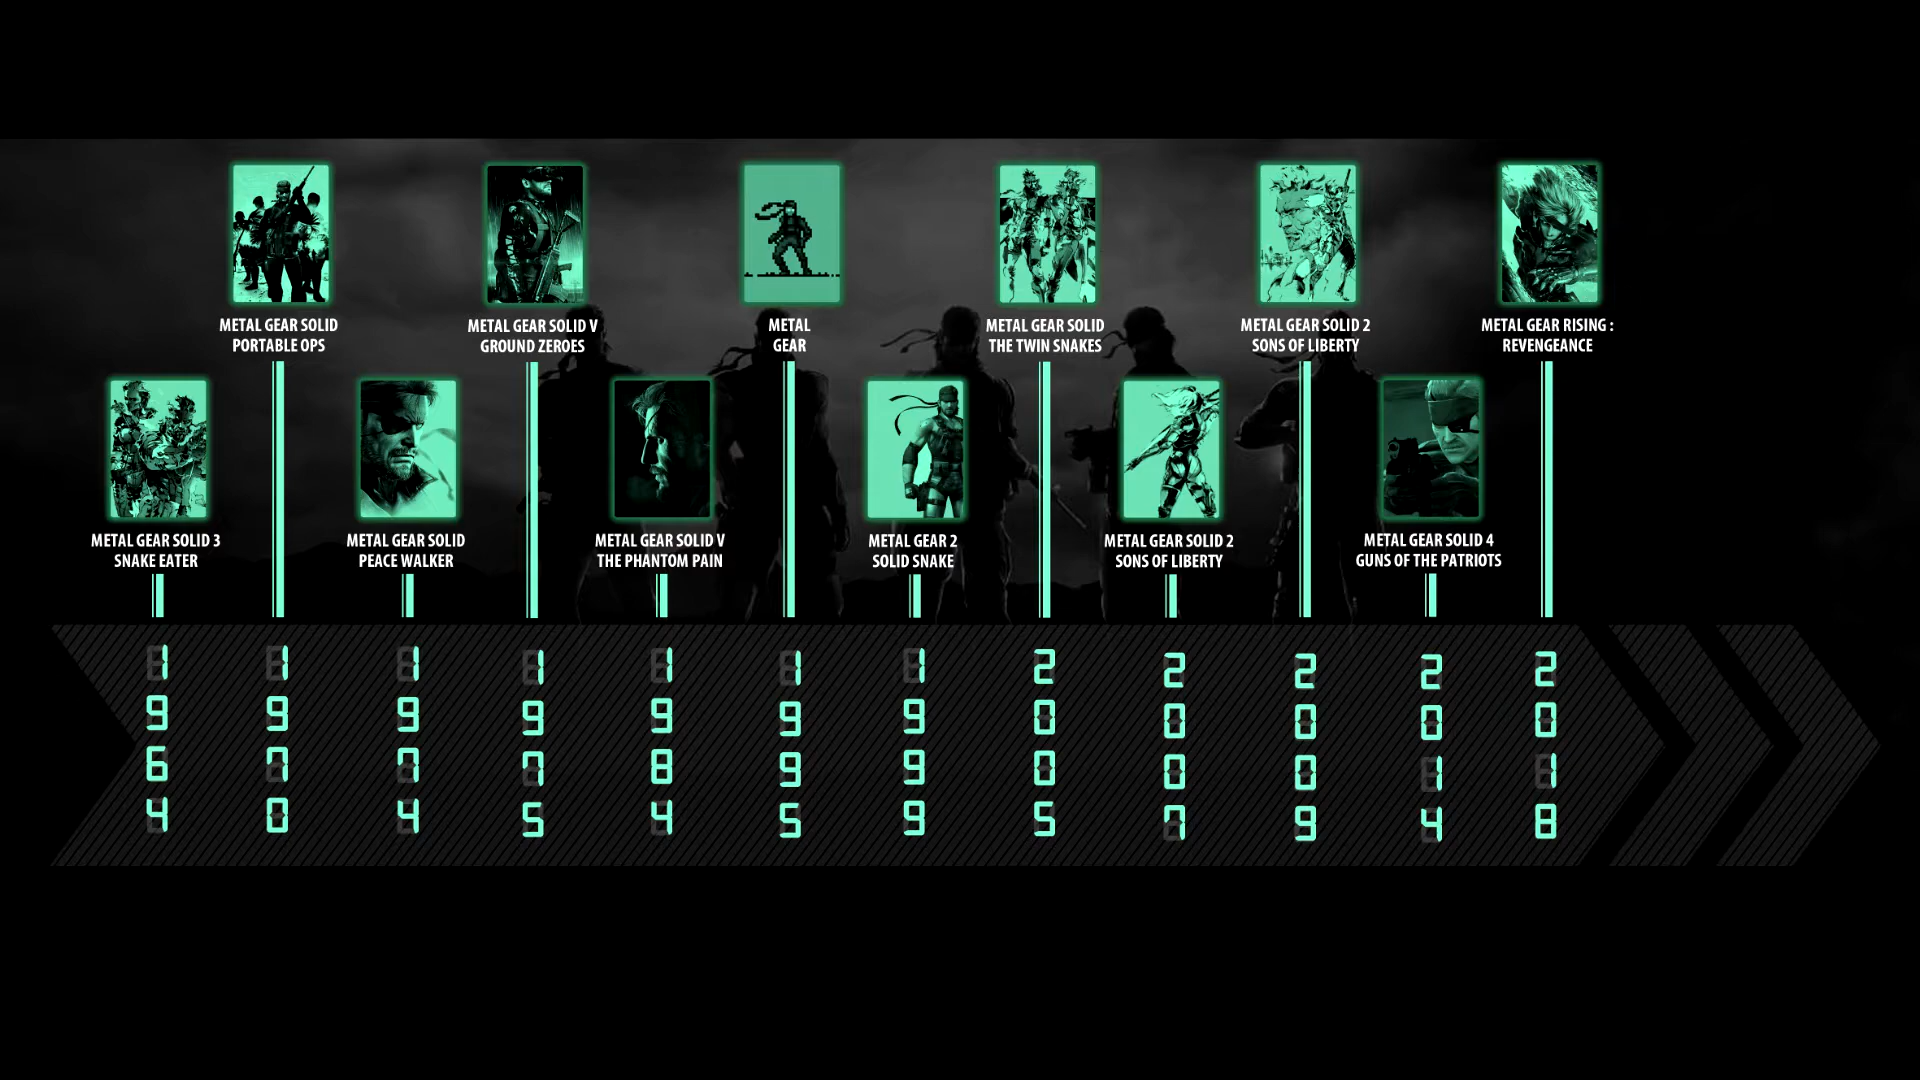 METAL GEAR SOLID
PORTABLE OPS
METAL GEAR SOLID V
GROUND ZEROES
METAL
GEAR
METAL GEAR SOLID
THE TWIN SNAKES
METAL GEAR SOLID 2
SONS OF LIBERTY
METAL GEAR RISING :
REVENGEANCE
METAL GEAR SOLID 3
SNAKE EATER
METAL GEAR SOLID
PEACE WALKER
METAL GEAR SOLID V
THE PHANTOM PAIN
METAL GEAR 2
SOLID SNAKE
METAL GEAR SOLID 2
SONS OF LIBERTY
METAL GEAR SOLID 4
GUNS OF THE PATRIOTS
1964
1970
1974
1975
1984
1995
1999
2005
2007
2009
2014
2018